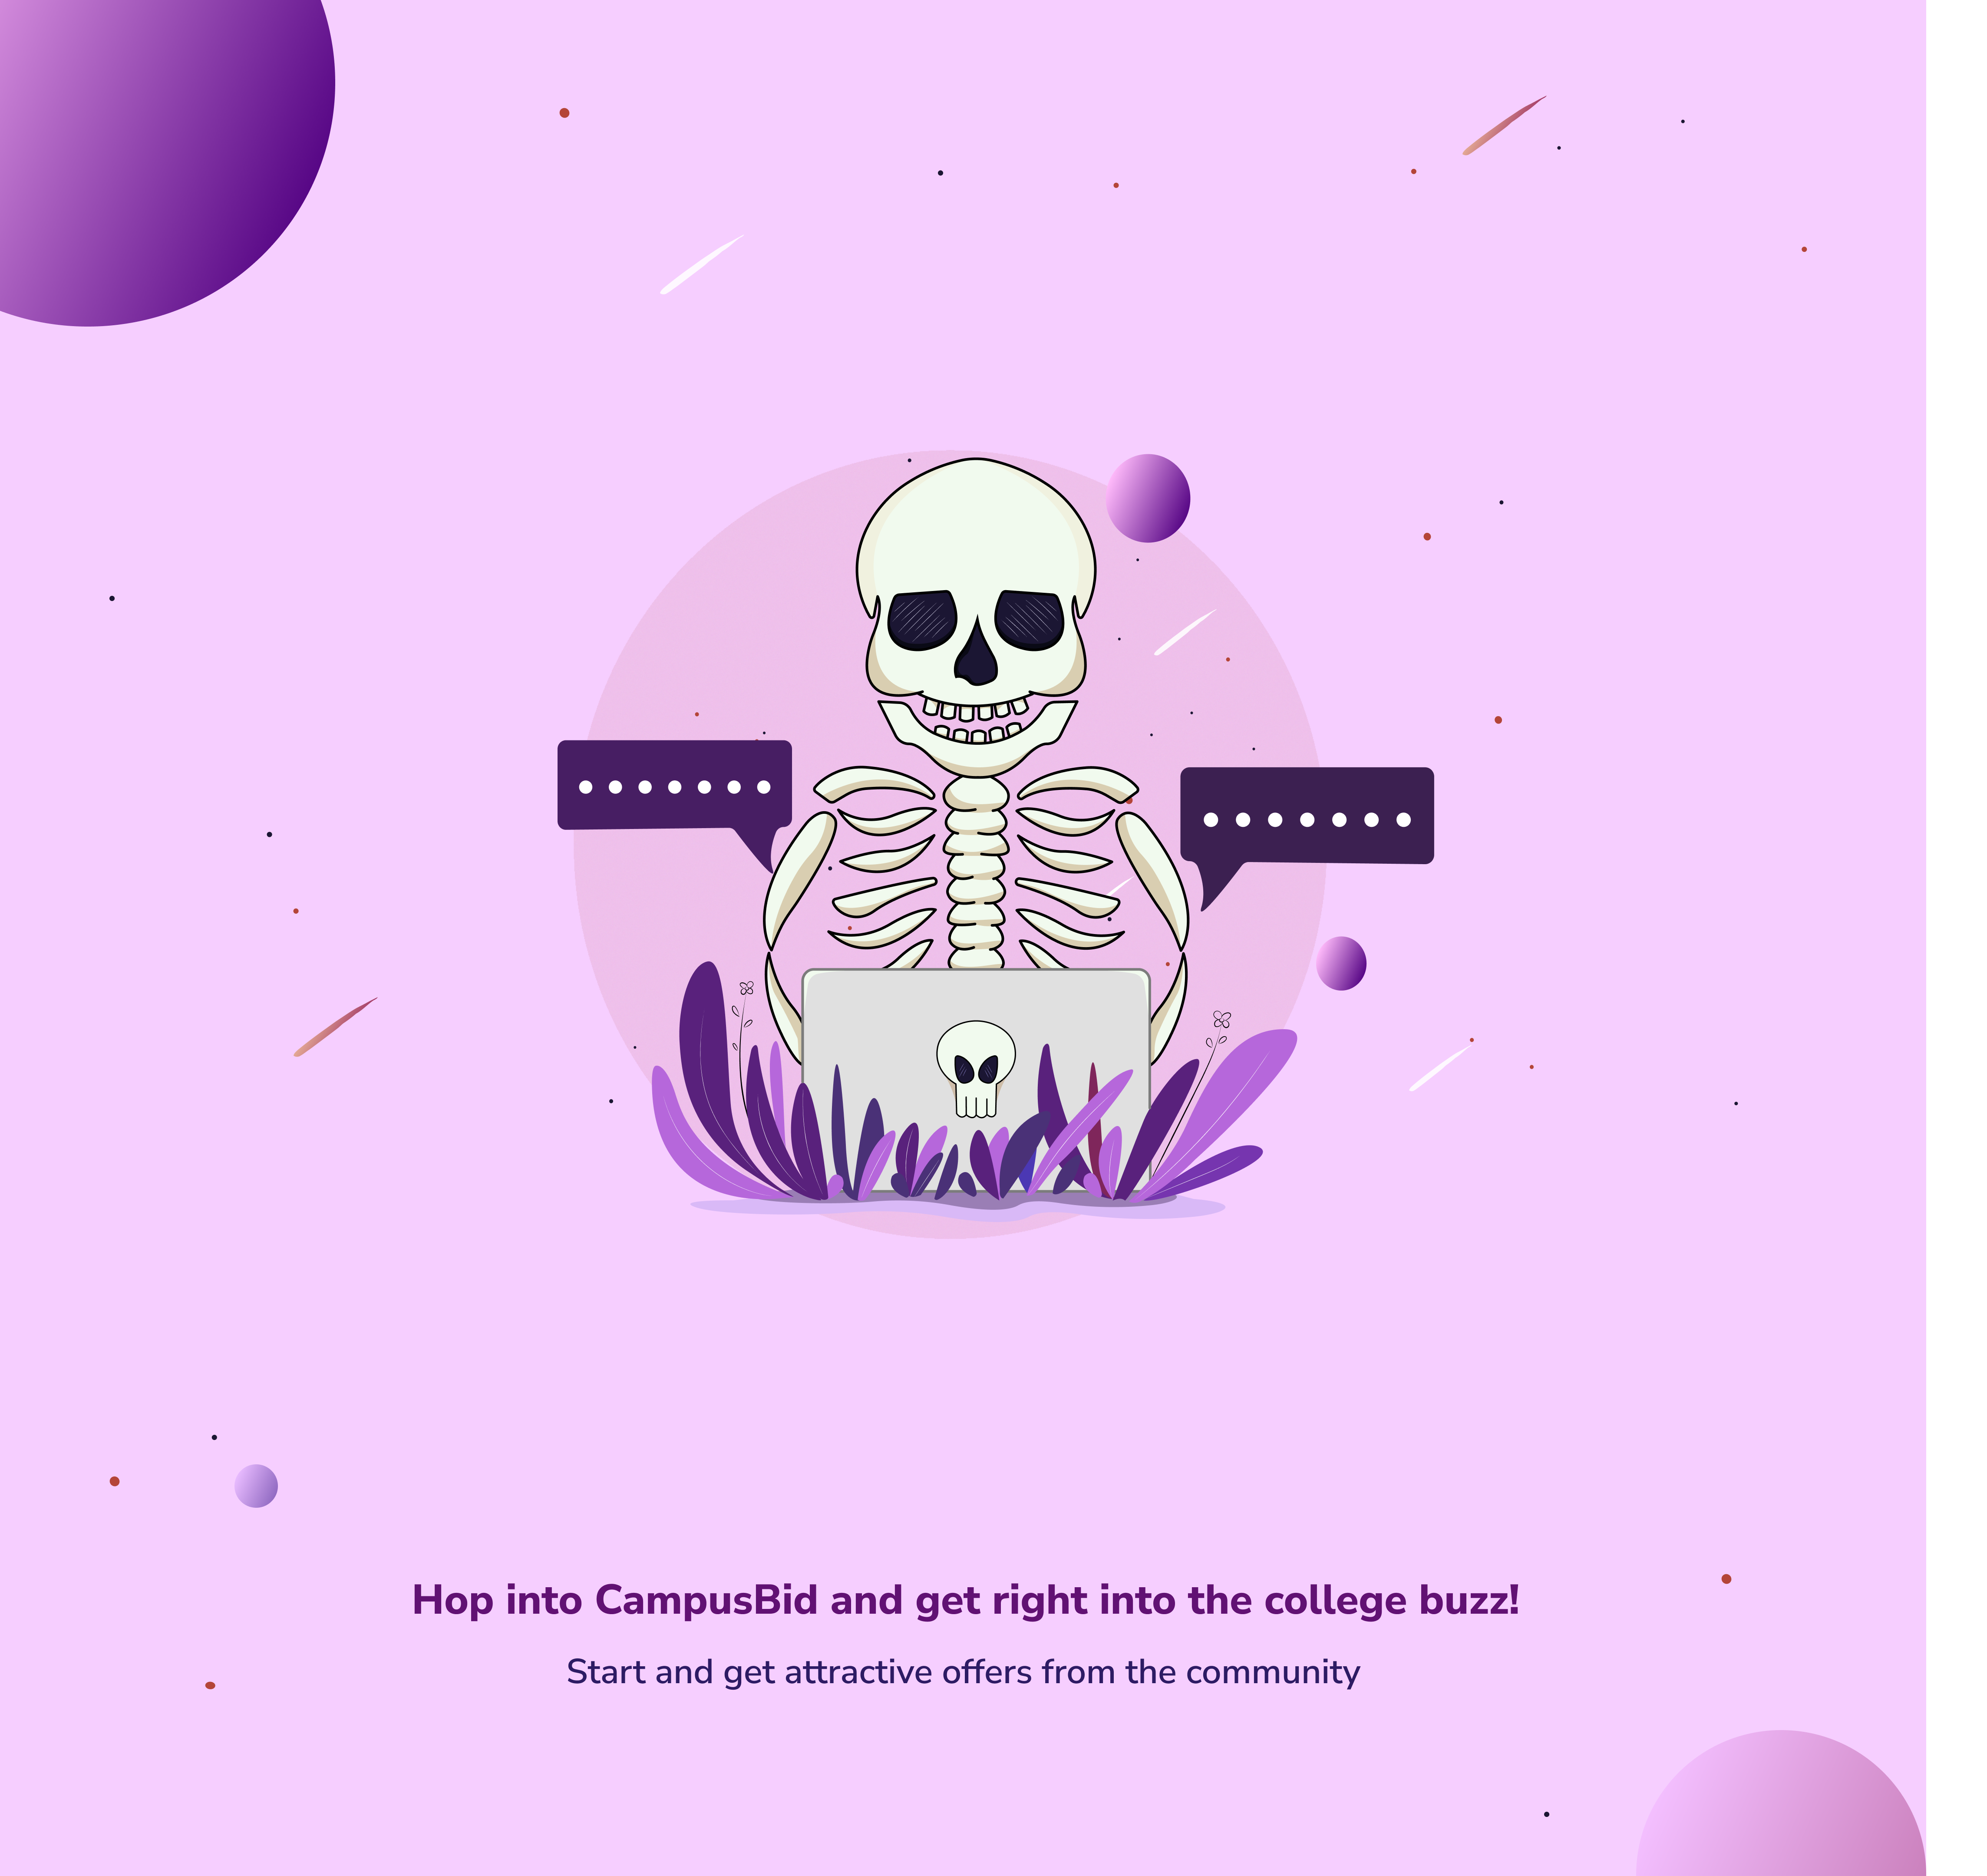 Hop into CampusBid and get right into the college buzz!
Start and get attractive offers from the community